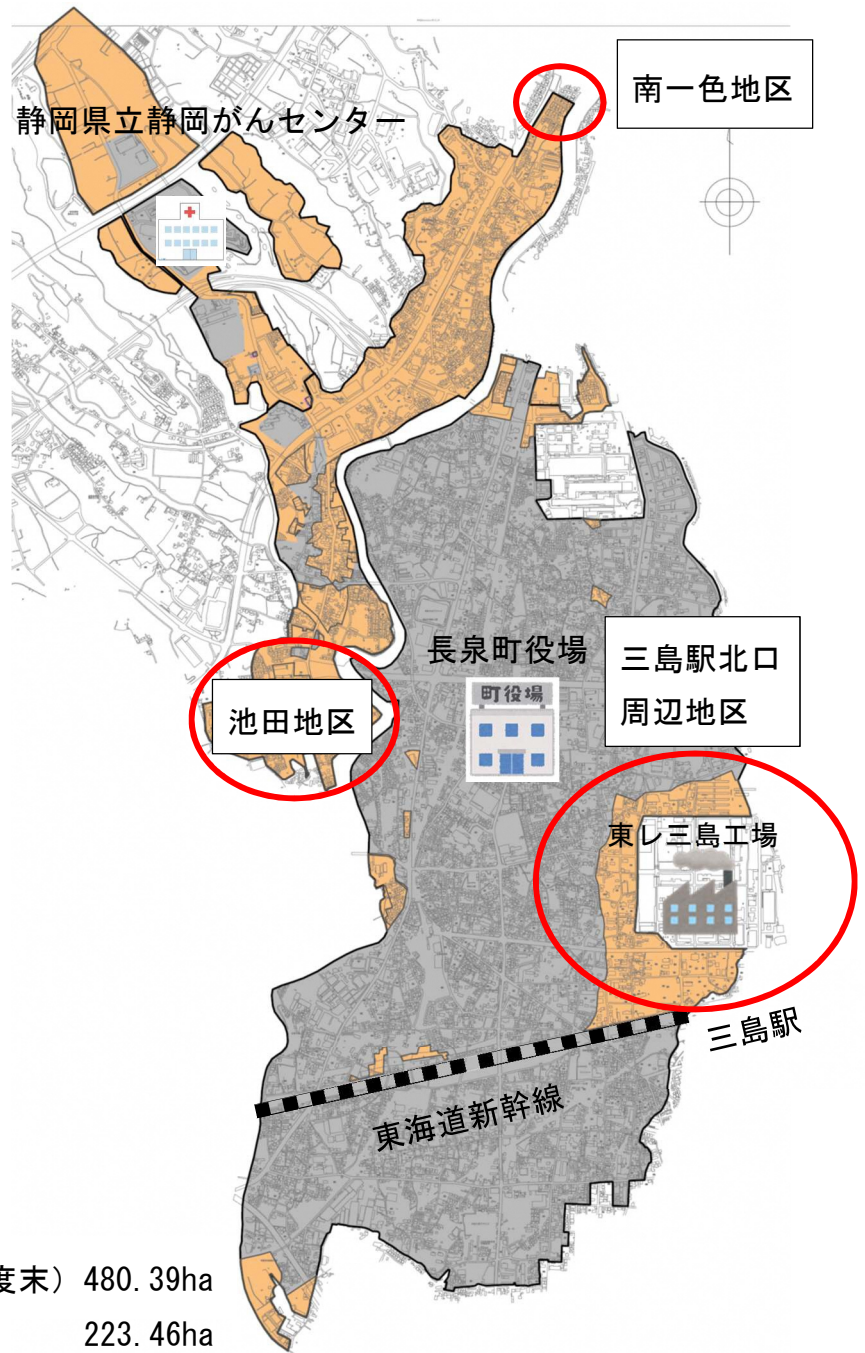 南一色地区
静岡県立静岡がんセンター
長泉町役場
町役場
三島駅北口
周辺地区
池田地区
東レ三島工場
三島駅
東海道新幹線
度末) 480.39ha
223.46ha